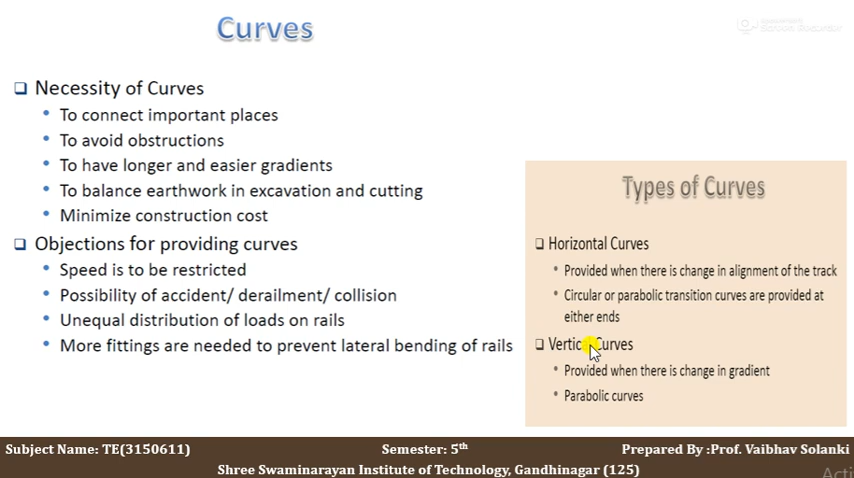 Curves
Necessity of Curves
To connect important places
To avoid obstructions
To have longer and easier gradients
To balance earthwork in excavation and cutting
Minimize construction cost
Objections for providing curves
Speed is to be restricted
Possibility of accident/ derailment/ collision
Unequal distribution of loads on rails
More fittings are needed to prevent lateral bending of rails
Types of Curves
Horizontal Curves
Provided when there is change in alignment of the track
Circular or parabolic transition curves are provided at
either ends
Vertical Curves
Provided when there is change in gradient
Parabolic curves
Subject Name: TE(3150611) Semester: 5th Prepared By :Prof. Vaibhav Solanki
Shree Swaminarayan Institute of Technology, Gandhinagar (125)